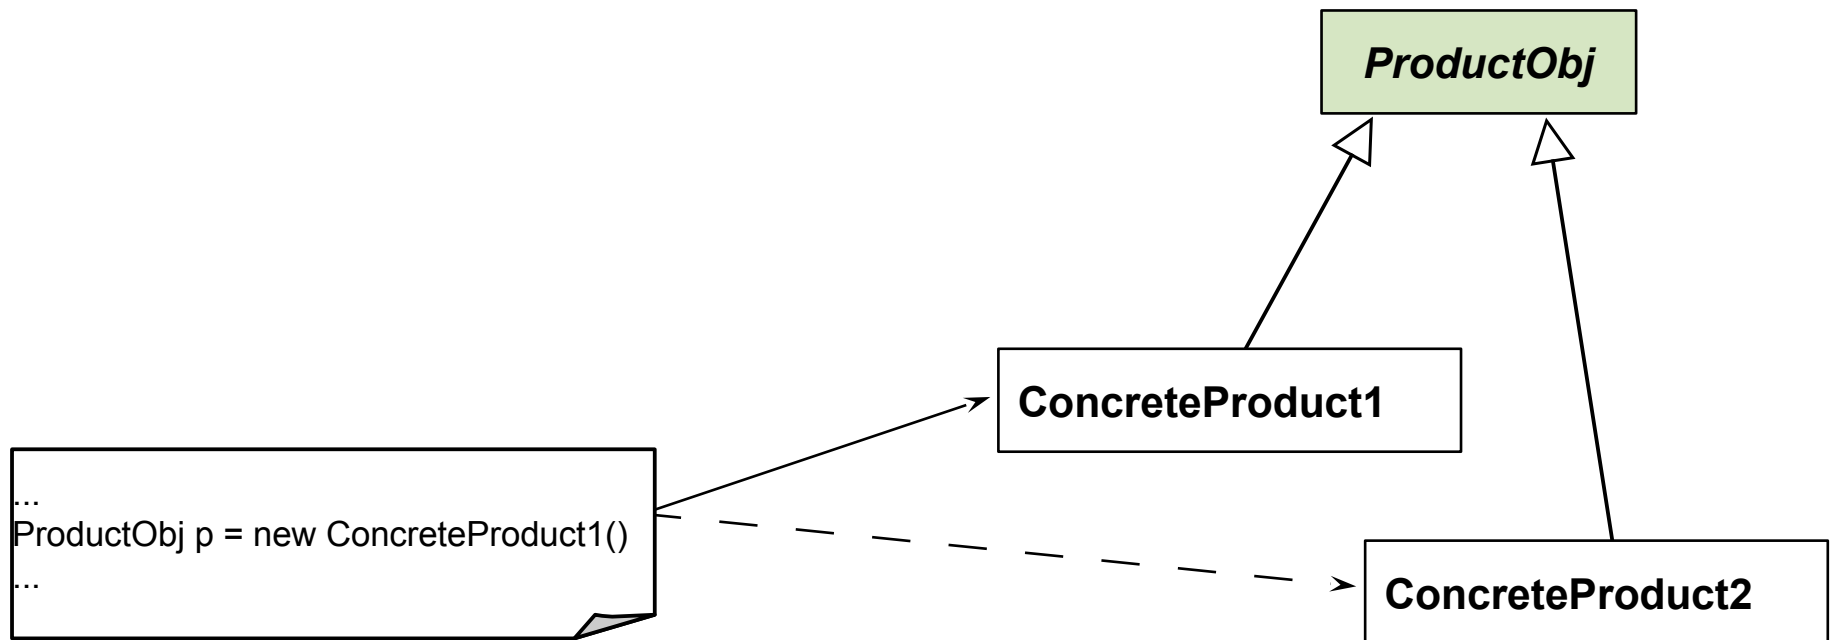 ProductObj
ConcreteProduct1
...
ProductObj p = new ConcreteProduct1()
...
ConcreteProduct2